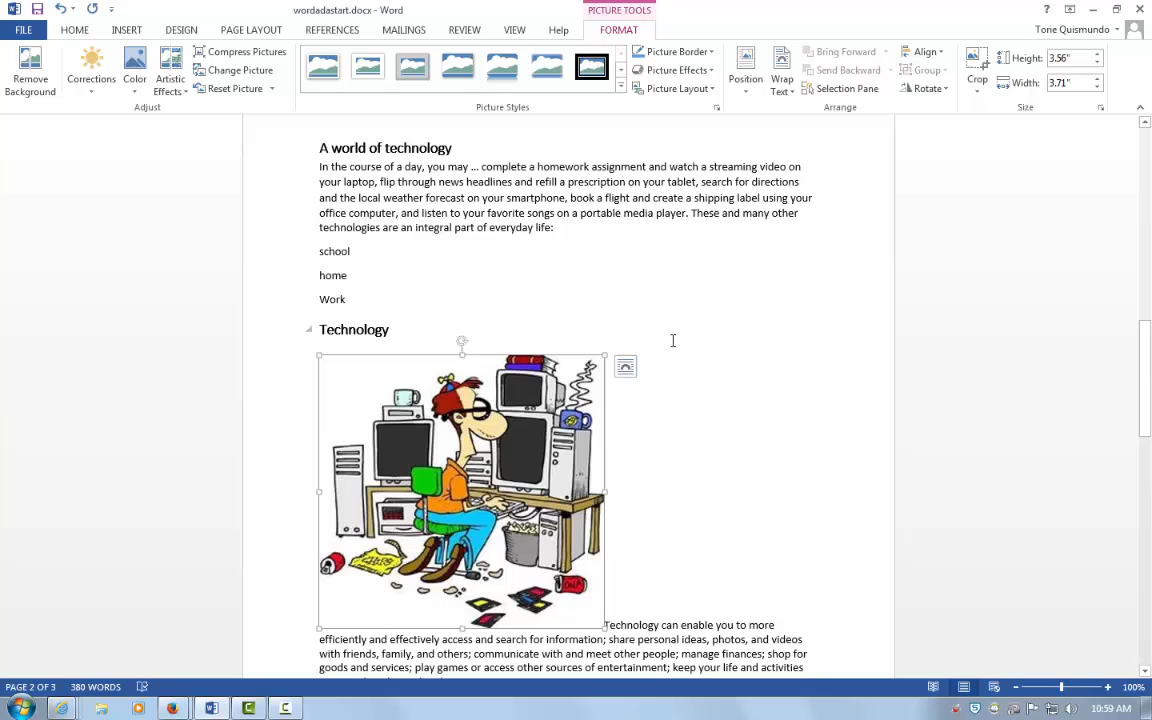 wordadastart.docx - Word
PICTURE TOOLS
FILE
HOME
INSERT
DESIGN
PAGE LAYOUT
REFERENCES
MAILINGS
REVIEW
VIEW
Help
FORMAT
Torie Quismundo
Remove Background
Corrections
Color
Artistic Effects
Compress Pictures
Change Picture
Reset Picture
Adjust
Picture Styles
Picture Border
Picture Effects
Picture Layout
Position
Wrap Text
Bring Forward
Send Backward
Selection Pane
Align
Group
Rotate
Arrange
Crop
Height: 3.56"
Width: 3.71"
Size
A world of technology
In the course of a day, you may … complete a homework assignment and watch a streaming video on
your laptop, flip through news headlines and refill a prescription on your tablet, search for directions
and the local weather forecast on your smartphone, book a flight and create a shipping label using your
office computer, and listen to your favorite songs on a portable media player. These and many other
technologies are an integral part of everyday life:
school
home
Work
Technology
Technology can enable you to more
efficiently and effectively access and search for information; share personal ideas, photos, and videos
with friends, family, and others; communicate with and meet other people; manage finances; shop for
goods and services; play games or access other sources of entertainment; keep your life and activities
PAGE 2 OF 3
380 WORDS
100%
10:59 AM